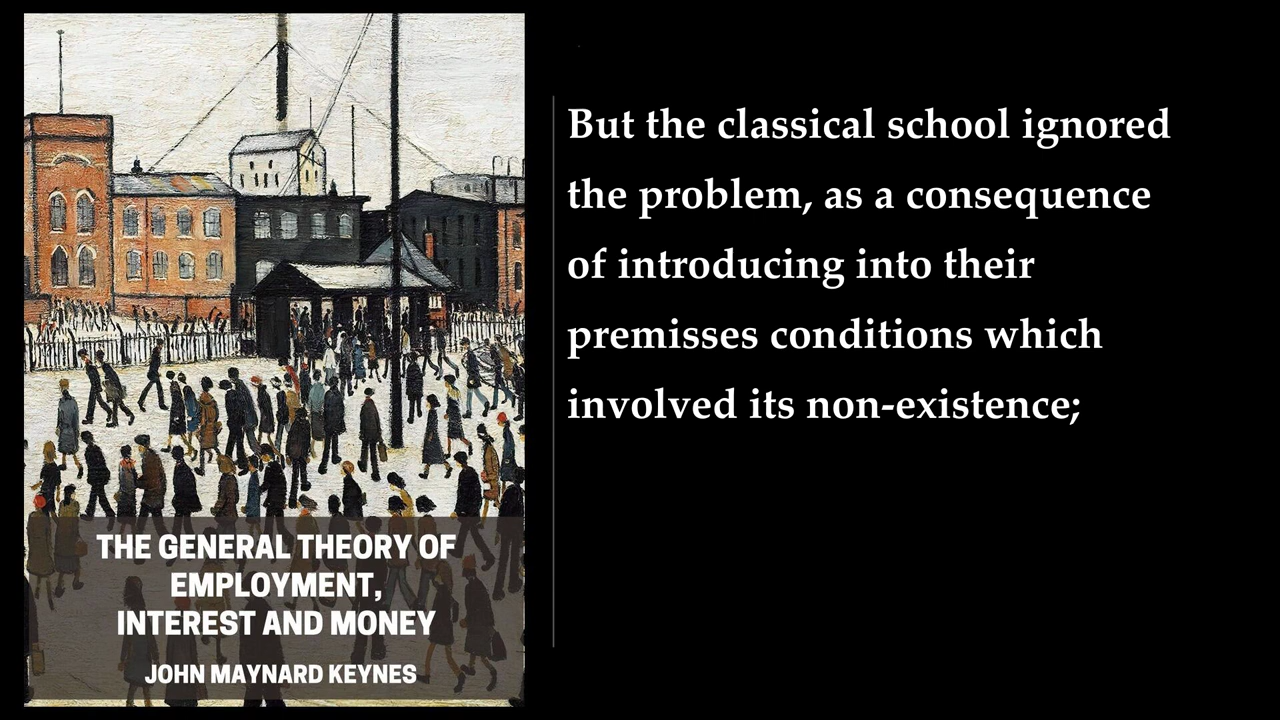 But the classical school ignored
the problem, as a consequence
of introducing into their
premisses conditions which
involved its non-existence;
THE GENERAL THEORY OF
EMPLOYMENT,
INTEREST AND MONEY
JOHN MAYNARD KEYNES